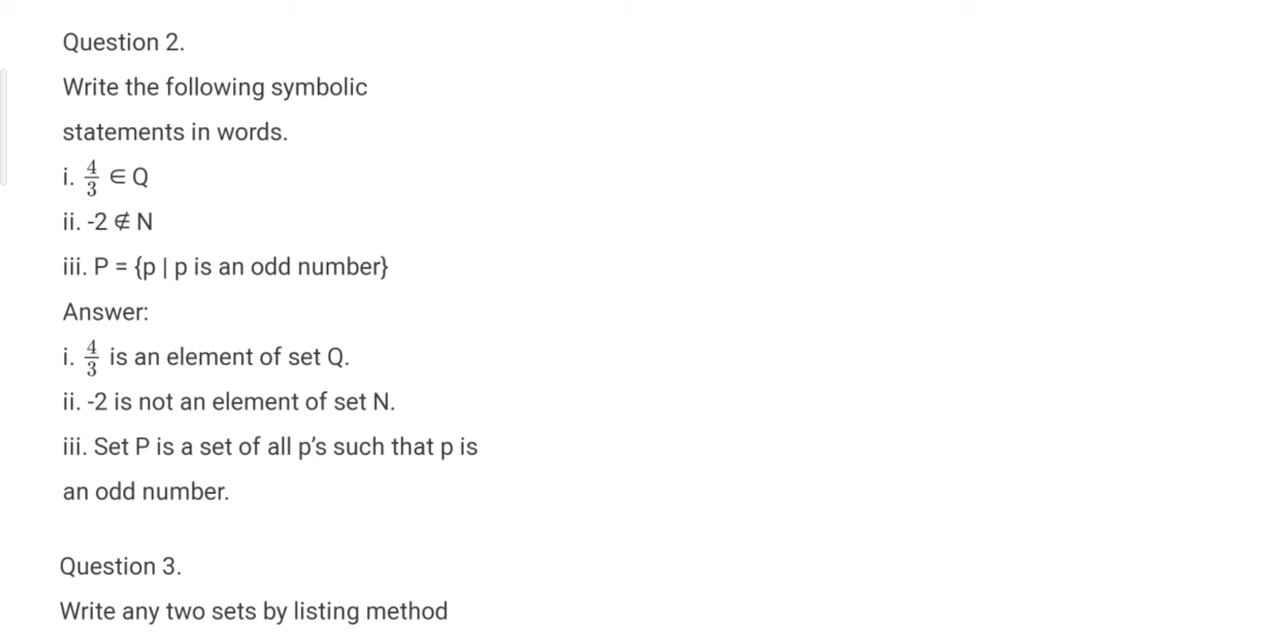 Question 2.
Write the following symbolic
statements in words.
i. 4/3 ∈ Q
ii. -2 ∉ N
iii. P = {p | p is an odd number}
Answer:
i. 4/3 is an element of set Q.
ii. -2 is not an element of set N.
iii. Set P is a set of all p’s such that p is
an odd number.
Question 3.
Write any two sets by listing method